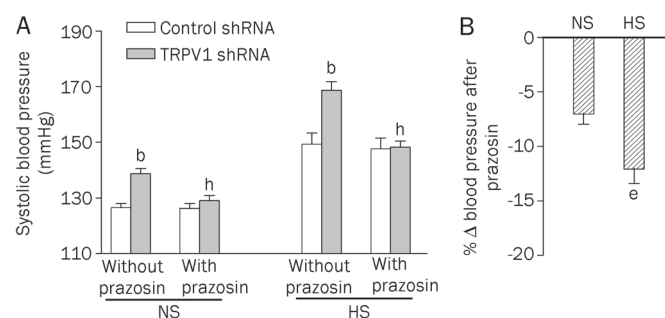 A
Control shRNA
TRPV1 shRNA
Systolic blood pressure
(mmHg)
190
170
150
130
110
b
h
b
h
Without
prazosin
With
prazosin
Without
prazosin
With
prazosin
NS
HS
B
NS
HS
% Δ blood pressure after
prazosin
0
-5
-10
-15
-20
e